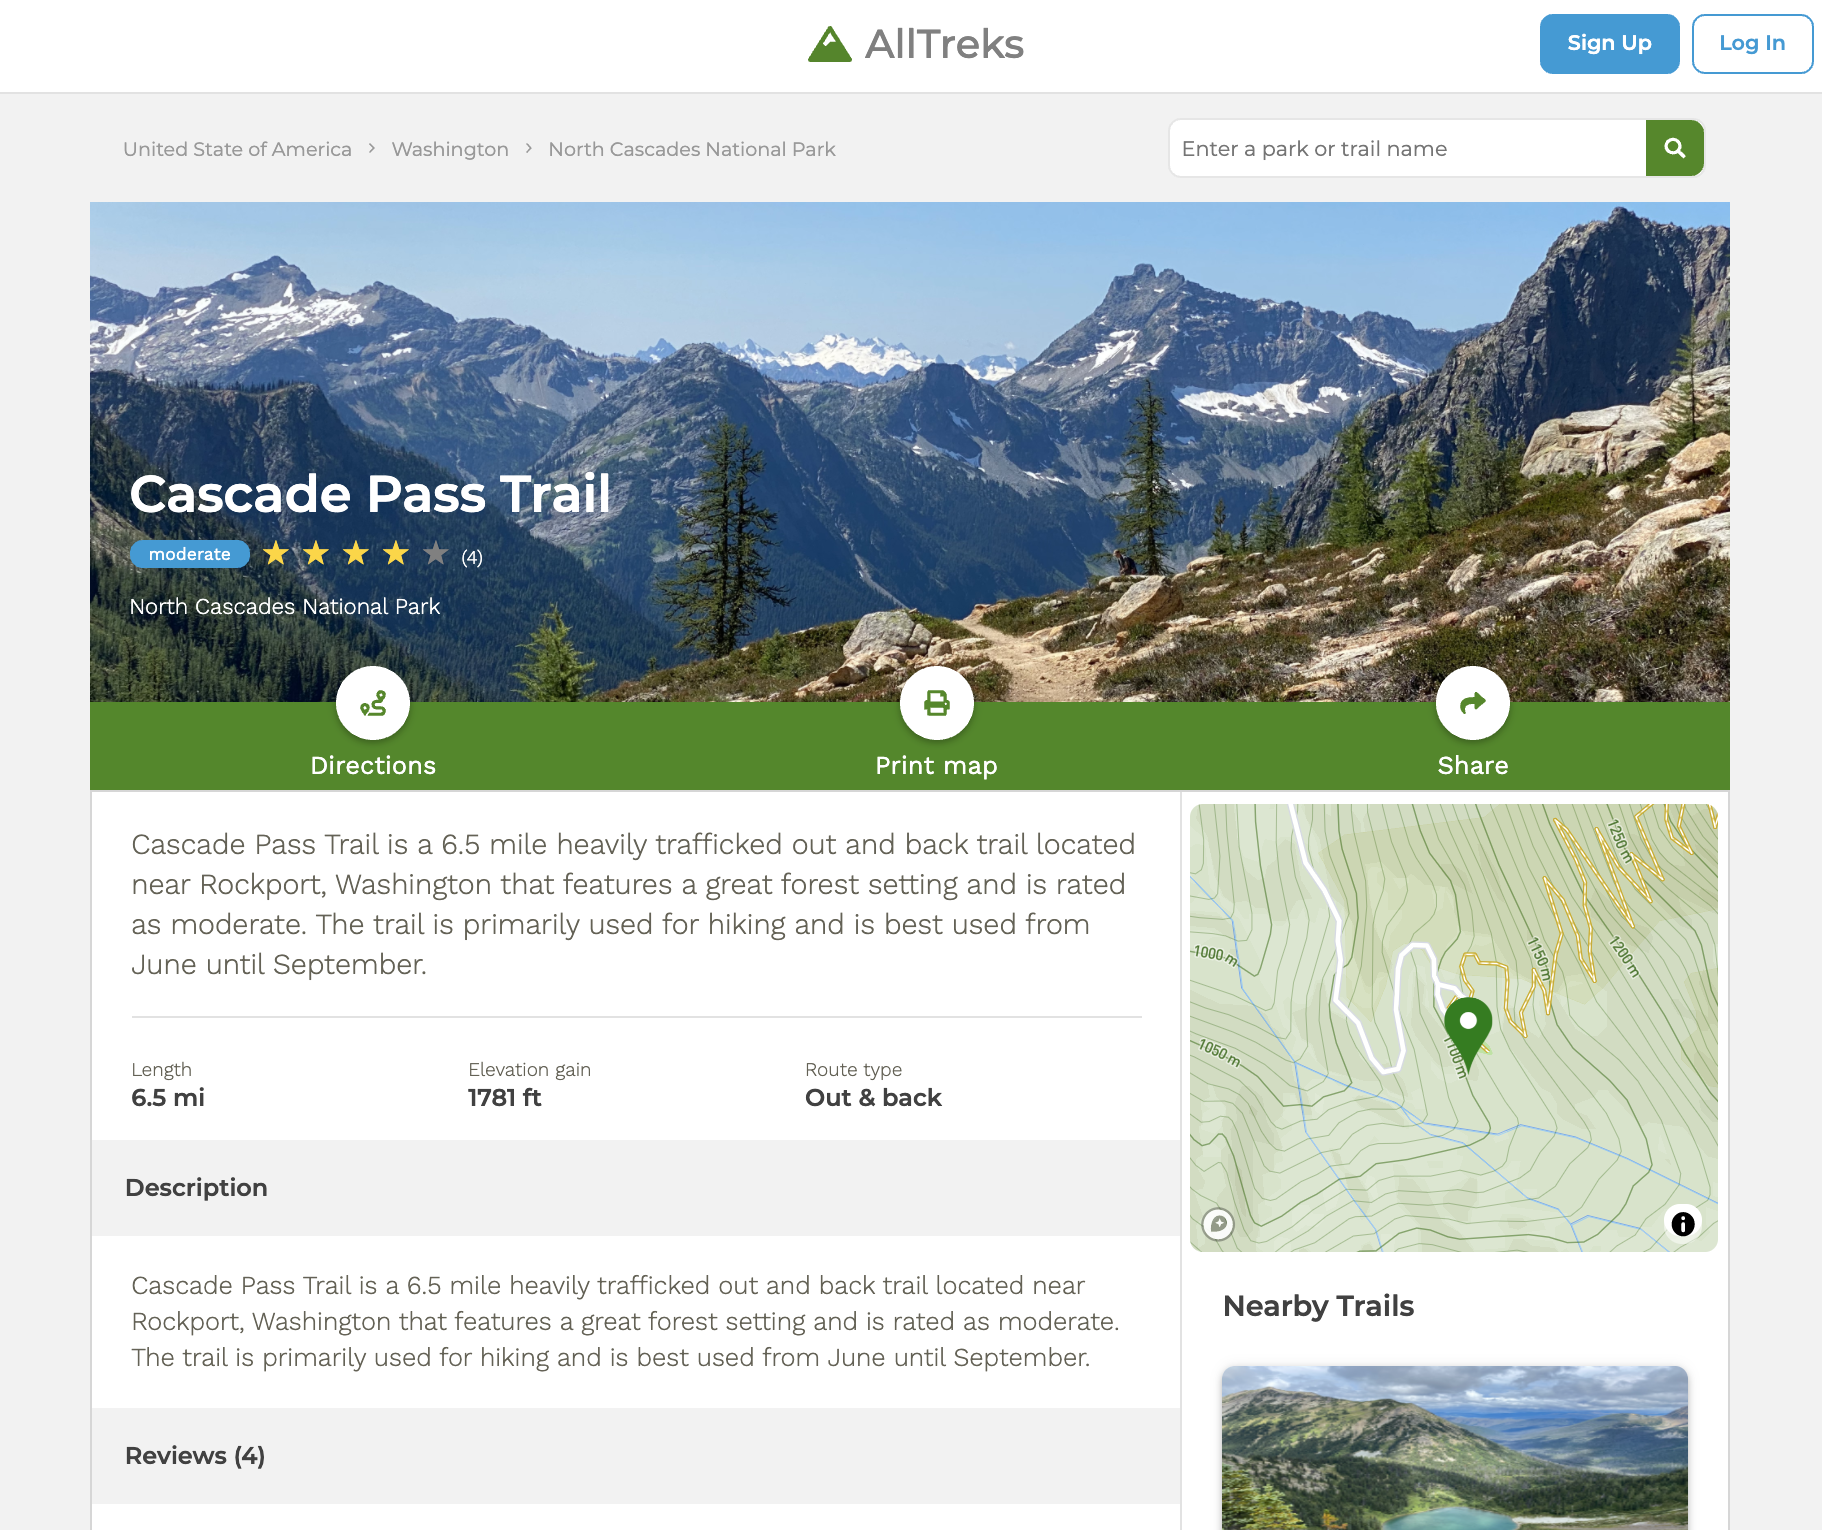 AllTreks
Sign Up
Log In
United State of America > Washington > North Cascades National Park
Enter a park or trail name
Cascade Pass Trail
moderate
(4)
North Cascades National Park
Directions
Print map
Share
Cascade Pass Trail is a 6.5 mile heavily trafficked out and back trail located
near Rockport, Washington that features a great forest setting and is rated
as moderate. The trail is primarily used for hiking and is best used from
June until September.
Length
6.5 mi
Elevation gain
1781 ft
Route type
Out & back
Description
Cascade Pass Trail is a 6.5 mile heavily trafficked out and back trail located near
Rockport, Washington that features a great forest setting and is rated as moderate.
The trail is primarily used for hiking and is best used from June until September.
Reviews (4)
1250 m
1000 m
1150 m
1200 m
1050 m
1100 m
Nearby Trails